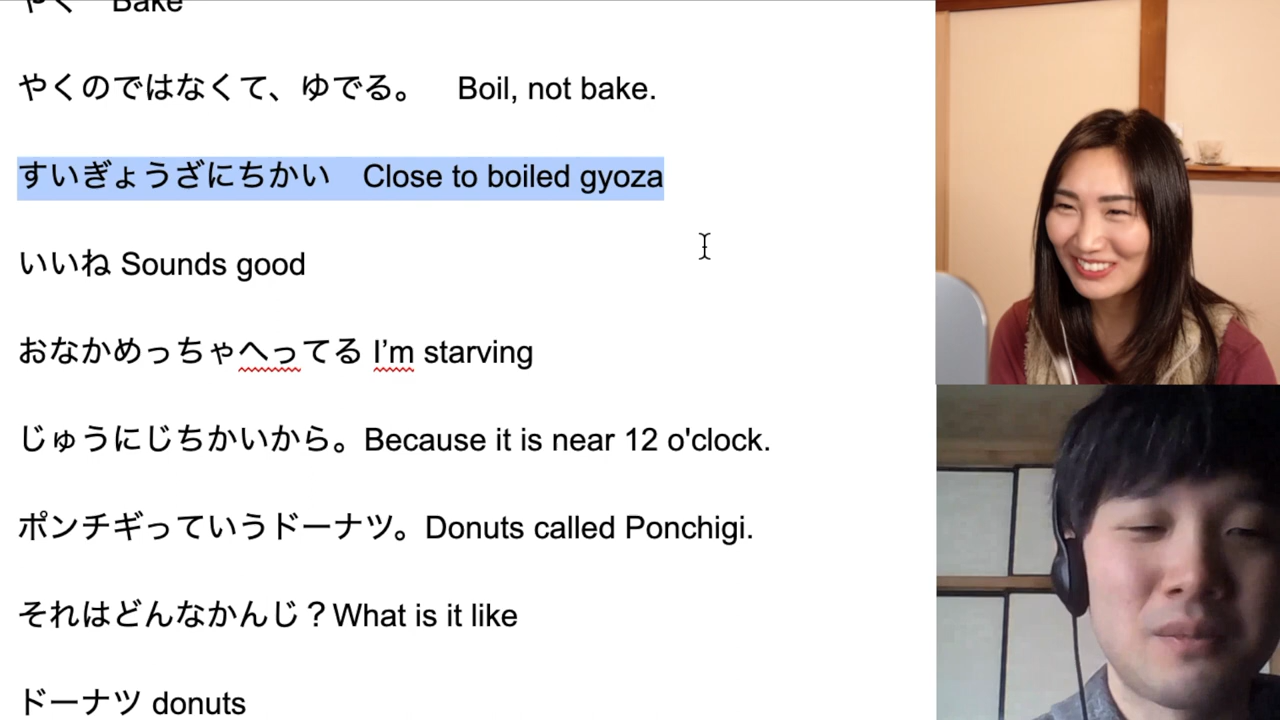 やく　Bake
やくのではなくて、ゆでる。　Boil, not bake.
すいぎょうざにちかい　Close to boiled gyoza
いいね Sounds good
おなかめっちゃへってる I’m starving
じゅうにじちかいから。Because it is near 12 o'clock.
ポンチギっていうドーナツ。Donuts called Ponchigi.
それはどんなかんじ？What is it like
ドーナツ donuts